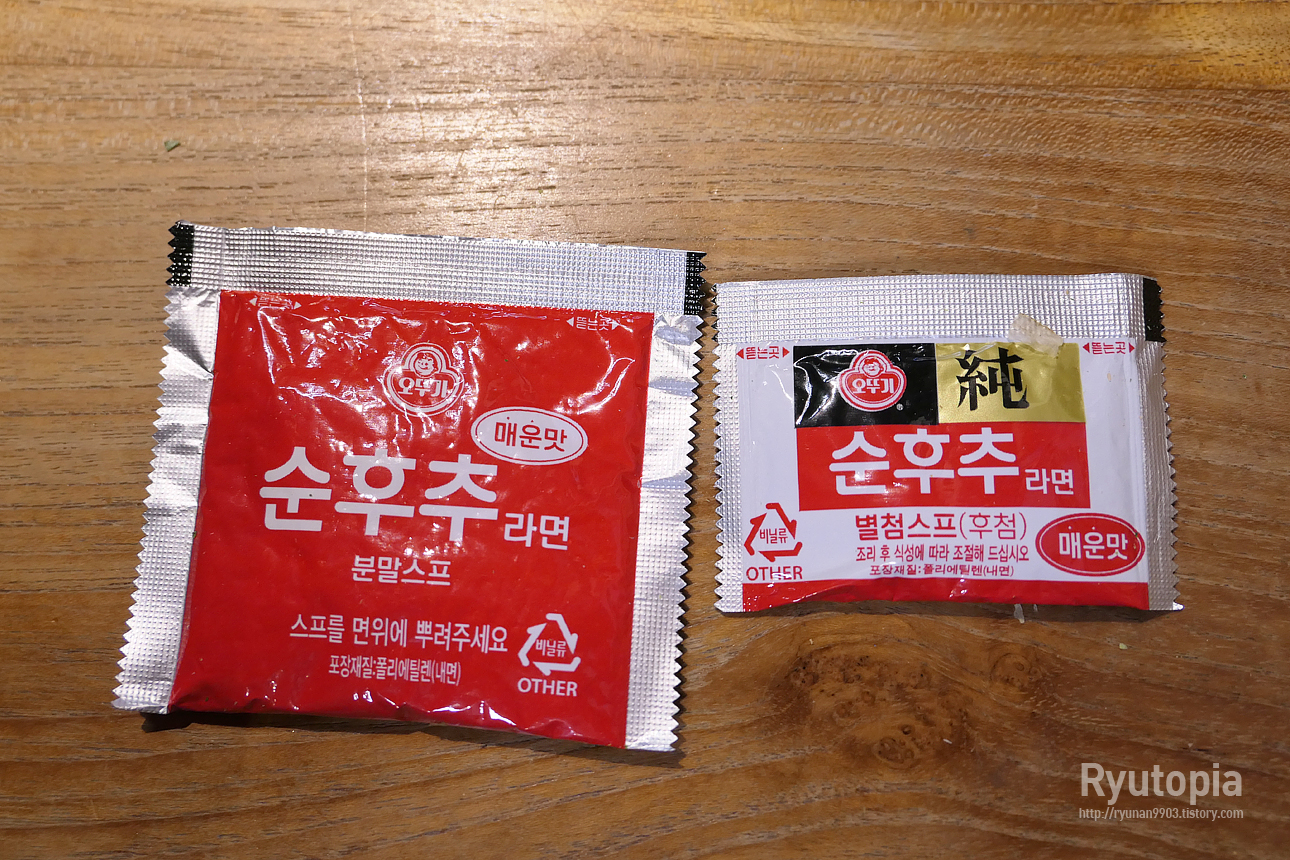 뜯는곳
뜯는곳
오뚜기
매운맛
순후추라면
분말스프
스프를 면위에 뿌려주세요
포장재질:폴리에틸렌(내면)
비닐류
OTHER
뜯는곳
뜯는곳
오뚜기
®
純
순후추라면
별첨스프(후첨)
조리 후 식성에 따라 조절해 드십시오
포장재질:폴리에틸렌(내면)
매운맛
비닐류
OTHER
Ryutopia
http://ryunan9903.tistory.com